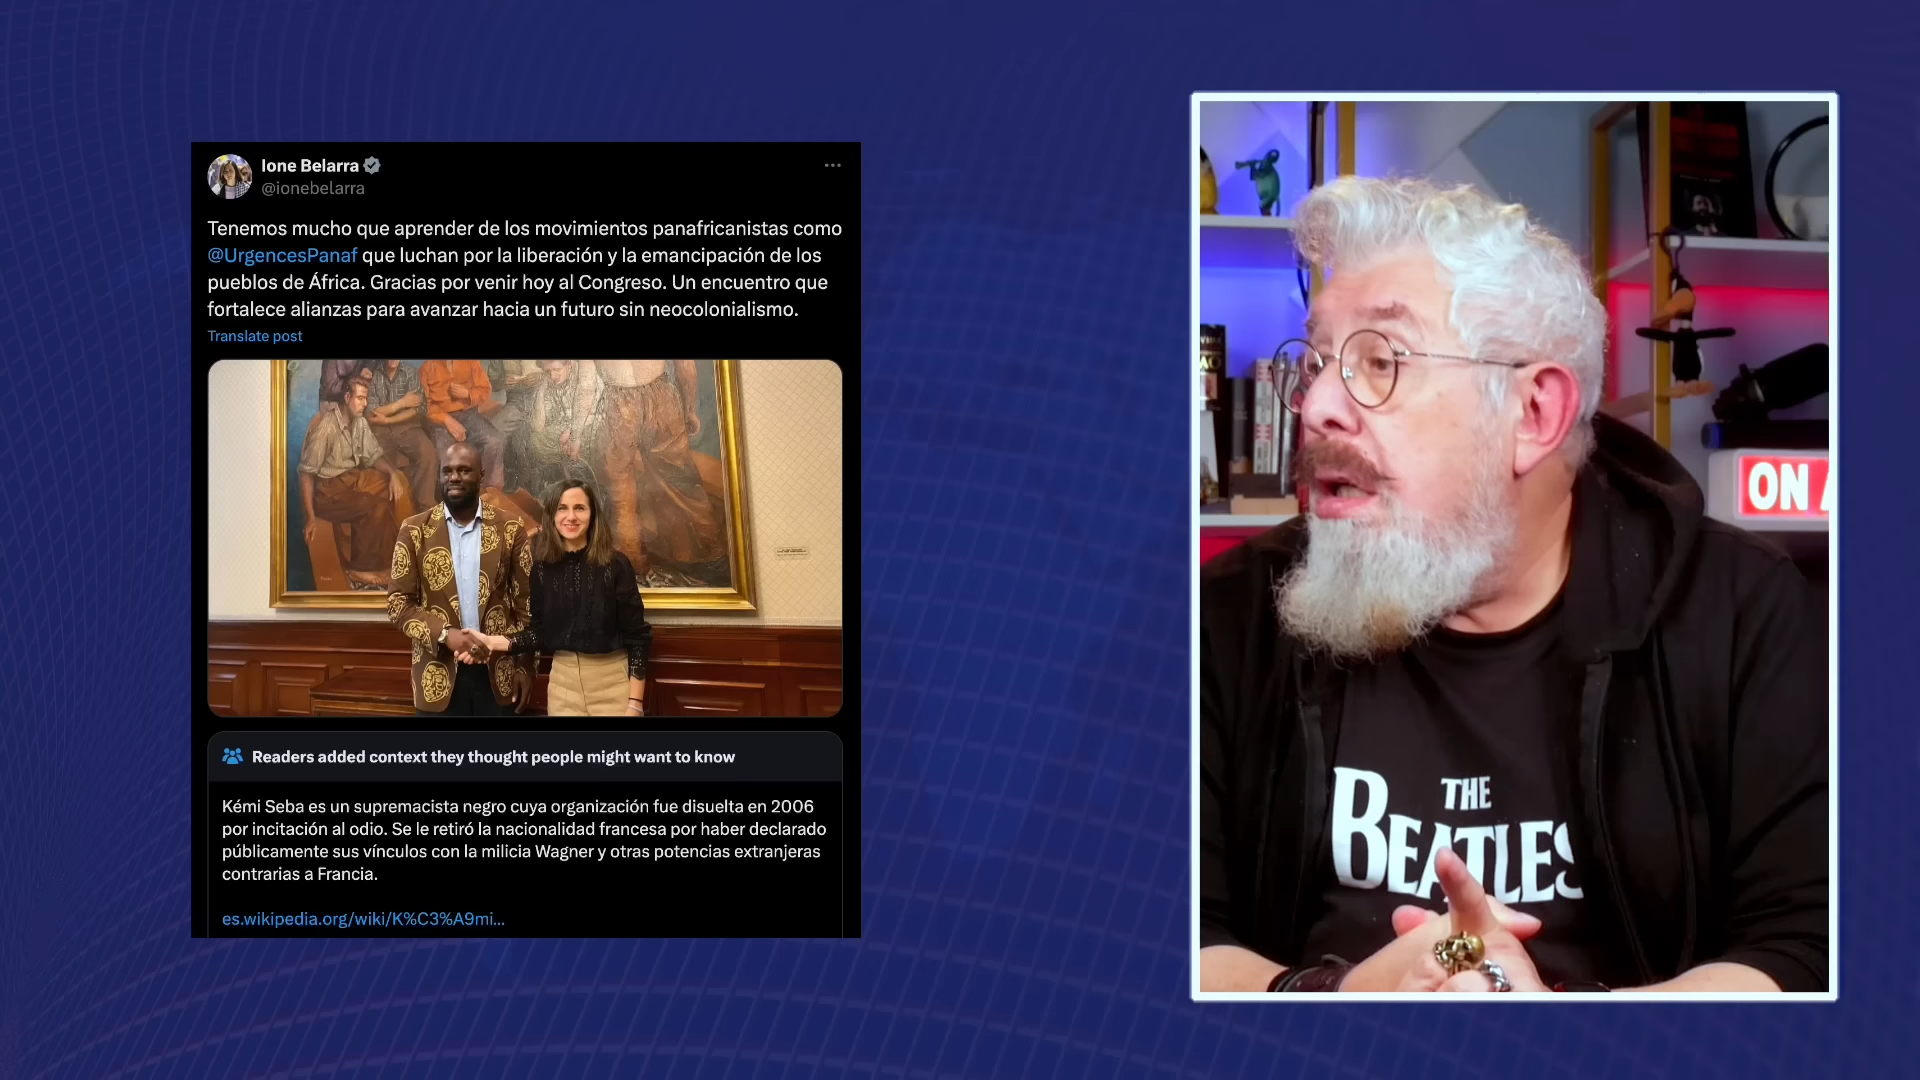 Ione Belarra
@ionebelarra
Tenemos mucho que aprender de los movimientos panafricanistas como
@UrgencesPanaf que luchan por la liberación y la emancipación de los
pueblos de África. Gracias por venir hoy al Congreso. Un encuentro que
fortalece alianzas para avanzar hacia un futuro sin neocolonialismo.
Translate post
Readers added context they thought people might want to know
Kémi Seba es un supremacista negro cuya organización fue disuelta en 2006
por incitación al odio. Se le retiró la nacionalidad francesa por haber declarado
públicamente sus vínculos con la milicia Wagner y otras potencias extranjeras
contrarias a Francia.
es.wikipedia.org/wiki/K%C3%A9mi...
ON
THE
BEATLES